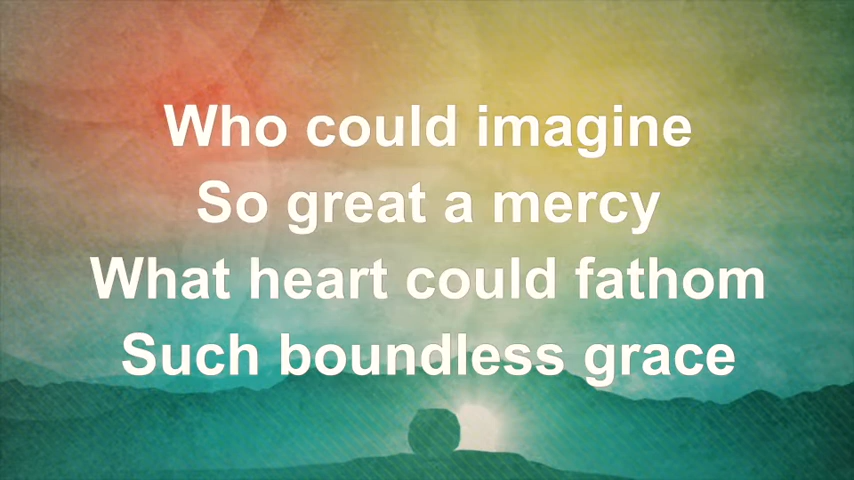 Who could imagine
So great a mercy
What heart could fathom
Such boundless grace